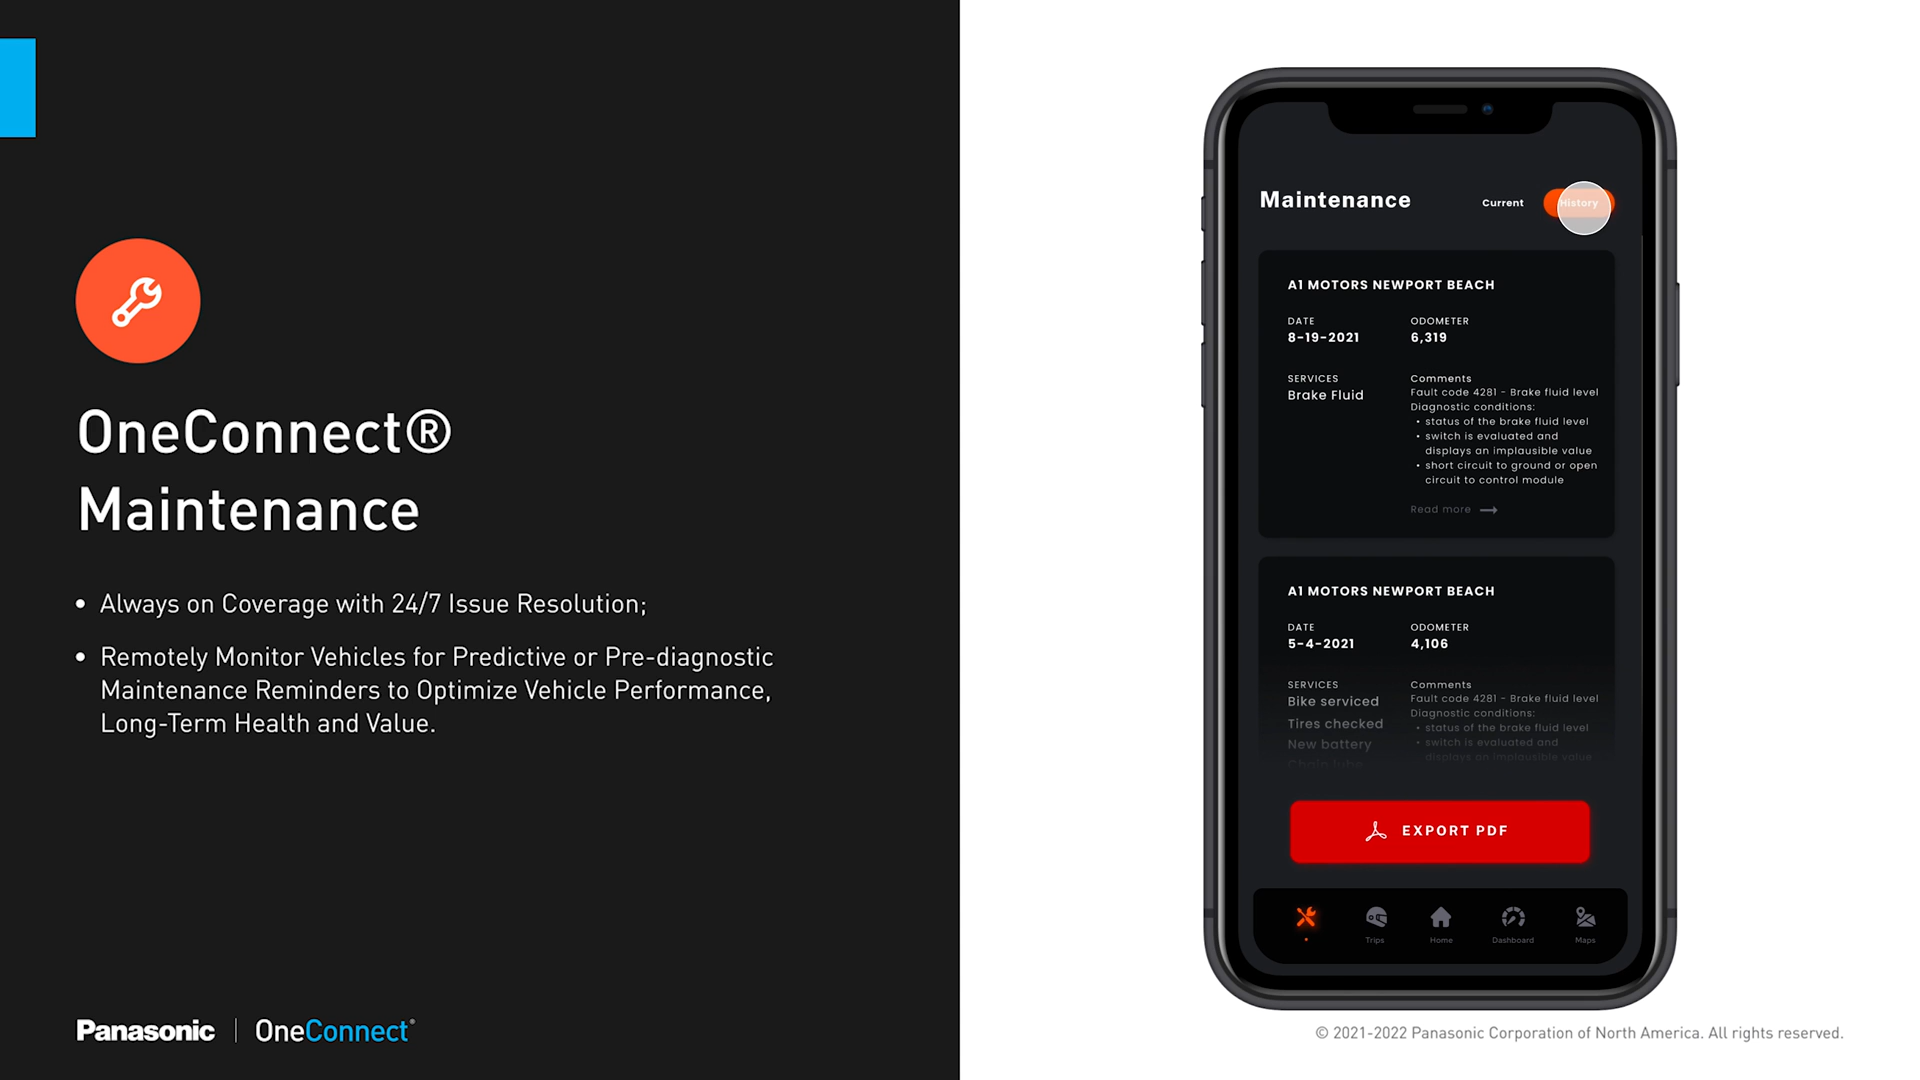 OneConnect®
Maintenance
• Always on Coverage with 24/7 Issue Resolution;
• Remotely Monitor Vehicles for Predictive or Pre-diagnostic
Maintenance Reminders to Optimize Vehicle Performance,
Long-Term Health and Value.
Panasonic | OneConnect®
Maintenance
Current
History
A1 MOTORS NEWPORT BEACH
DATE
8-19-2021
ODOMETER
6,319
SERVICES
Brake Fluid
Comments
Fault code 4281 - Brake fluid level
Diagnostic conditions:
• status of the brake fluid level
• switch is evaluated and
displays an implausible value
• short circuit to ground or open
circuit to control module
Read more
A1 MOTORS NEWPORT BEACH
DATE
5-4-2021
ODOMETER
4,106
SERVICES
Bike serviced
Tires checked
New battery
Chain lube
Comments
Fault code 4281 - Brake fluid level
Diagnostic conditions:
• status of the brake fluid level
• switch is evaluated and
displays an implausible value
EXPORT PDF
Trips
Home
Dashboard
Maps
© 2021-2022 Panasonic Corporation of North America. All rights reserved.